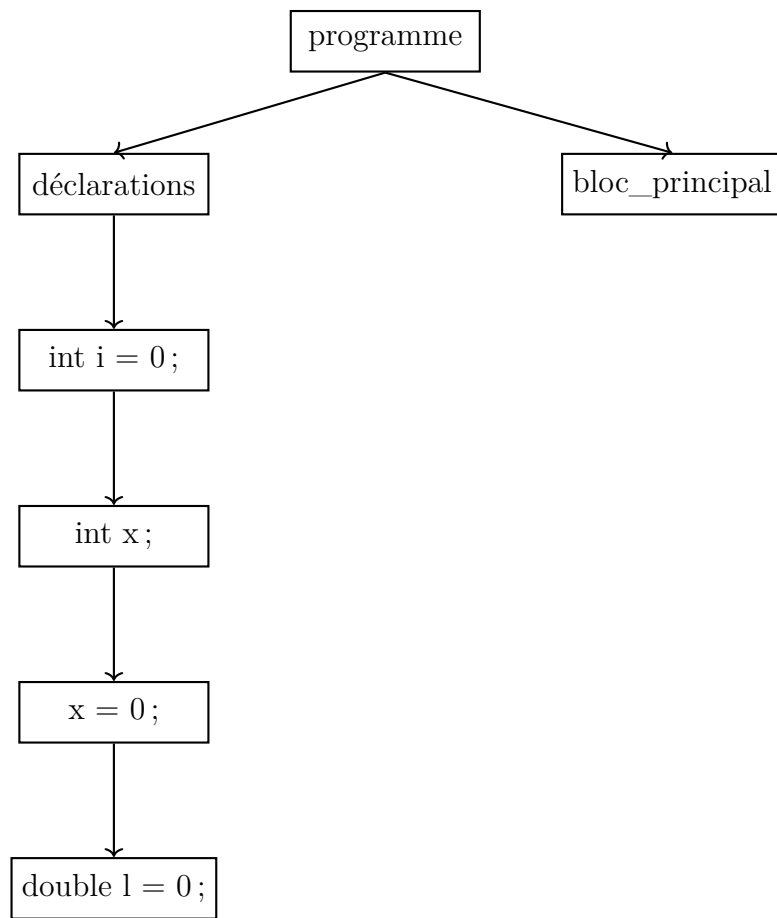 programme
déclarations
bloc_principal
int i = 0 ;
int x ;
x = 0 ;
double l = 0 ;